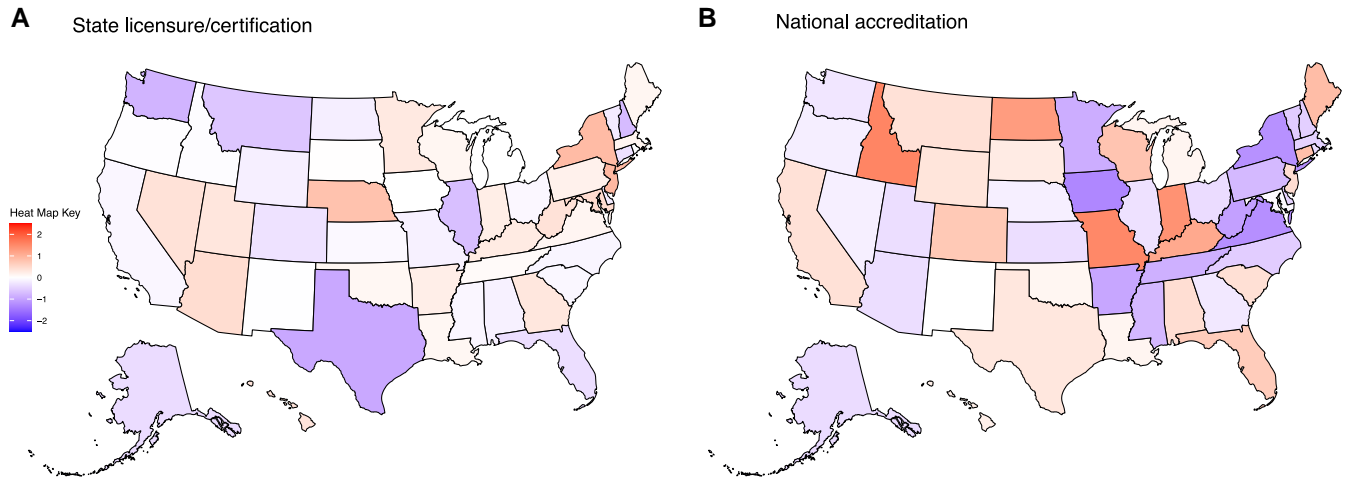 A
State licensure/certification
B
National accreditation
Heat Map Key
2
1
0
−1
−2